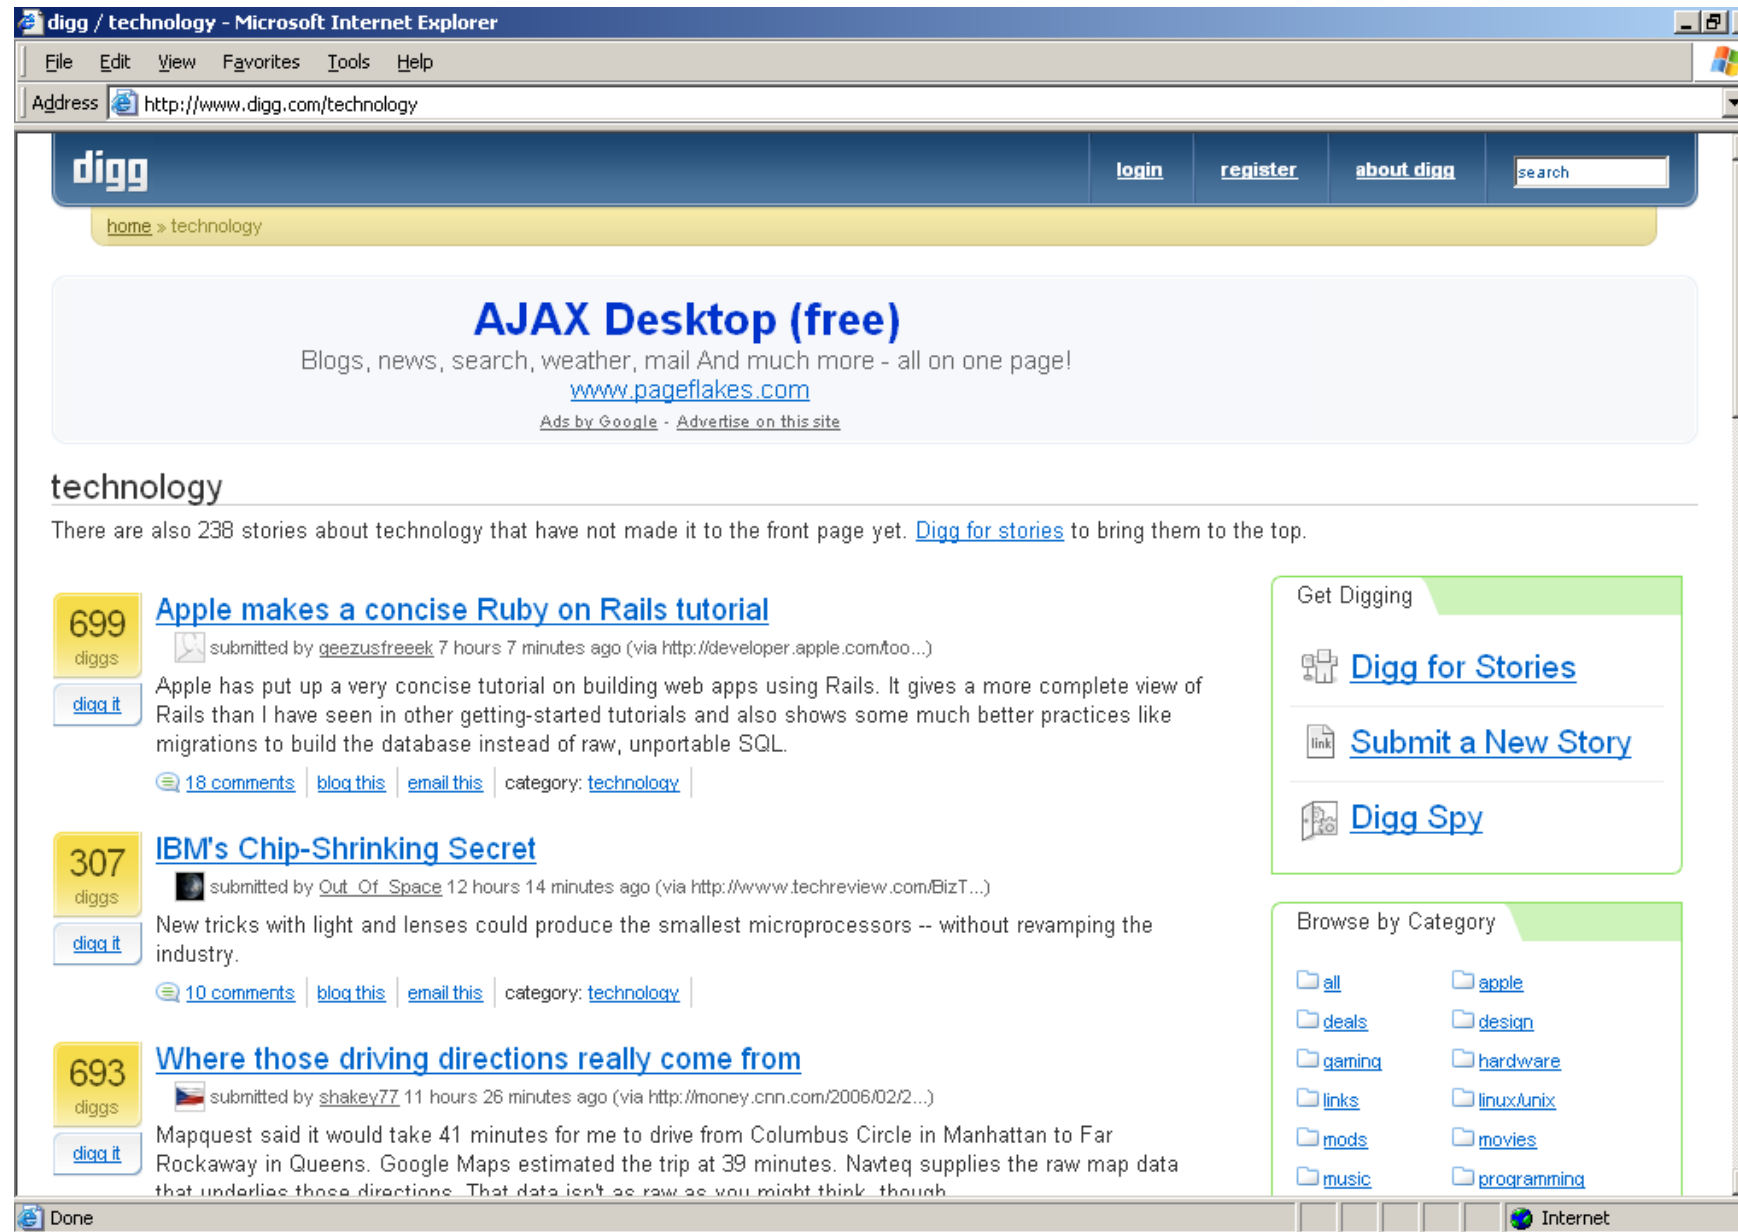 digg / technology - Microsoft Internet Explorer
File Edit View Favorites Tools Help
Address http://www.digg.com/technology
digg
login register about digg search
home » technology
AJAX Desktop (free)
Blogs, news, search, weather, mail And much more - all on one page!
www.pageflakes.com
Ads by Google - Advertise on this site
technology
There are also 238 stories about technology that have not made it to the front page yet. Digg for stories to bring them to the top.
699
diggs
digg it
Apple makes a concise Ruby on Rails tutorial
submitted by geezusfreeek 7 hours 7 minutes ago (via http://developer.apple.com/too...)
Apple has put up a very concise tutorial on building web apps using Rails. It gives a more complete view of
Rails than I have seen in other getting-started tutorials and also shows some much better practices like
migrations to build the database instead of raw, unportable SQL.
18 comments blog this email this category: technology
307
diggs
digg it
IBM's Chip-Shrinking Secret
submitted by Out_Of_Space 12 hours 14 minutes ago (via http://www.techreview.com/BizT...)
New tricks with light and lenses could produce the smallest microprocessors -- without revamping the
industry.
10 comments blog this email this category: technology
693
diggs
digg it
Where those driving directions really come from
submitted by shakey77 11 hours 26 minutes ago (via http://money.cnn.com/2006/02/2...)
Mapquest said it would take 41 minutes for me to drive from Columbus Circle in Manhattan to Far
Rockaway in Queens. Google Maps estimated the trip at 39 minutes. Navteq supplies the raw map data
that underlies those directions. That data isn't as raw as you might think, though.
Get Digging
Digg for Stories
link
Submit a New Story
Digg Spy
Browse by Category
all apple
deals design
gaming hardware
links linux/unix
mods movies
music programming
Done
Internet